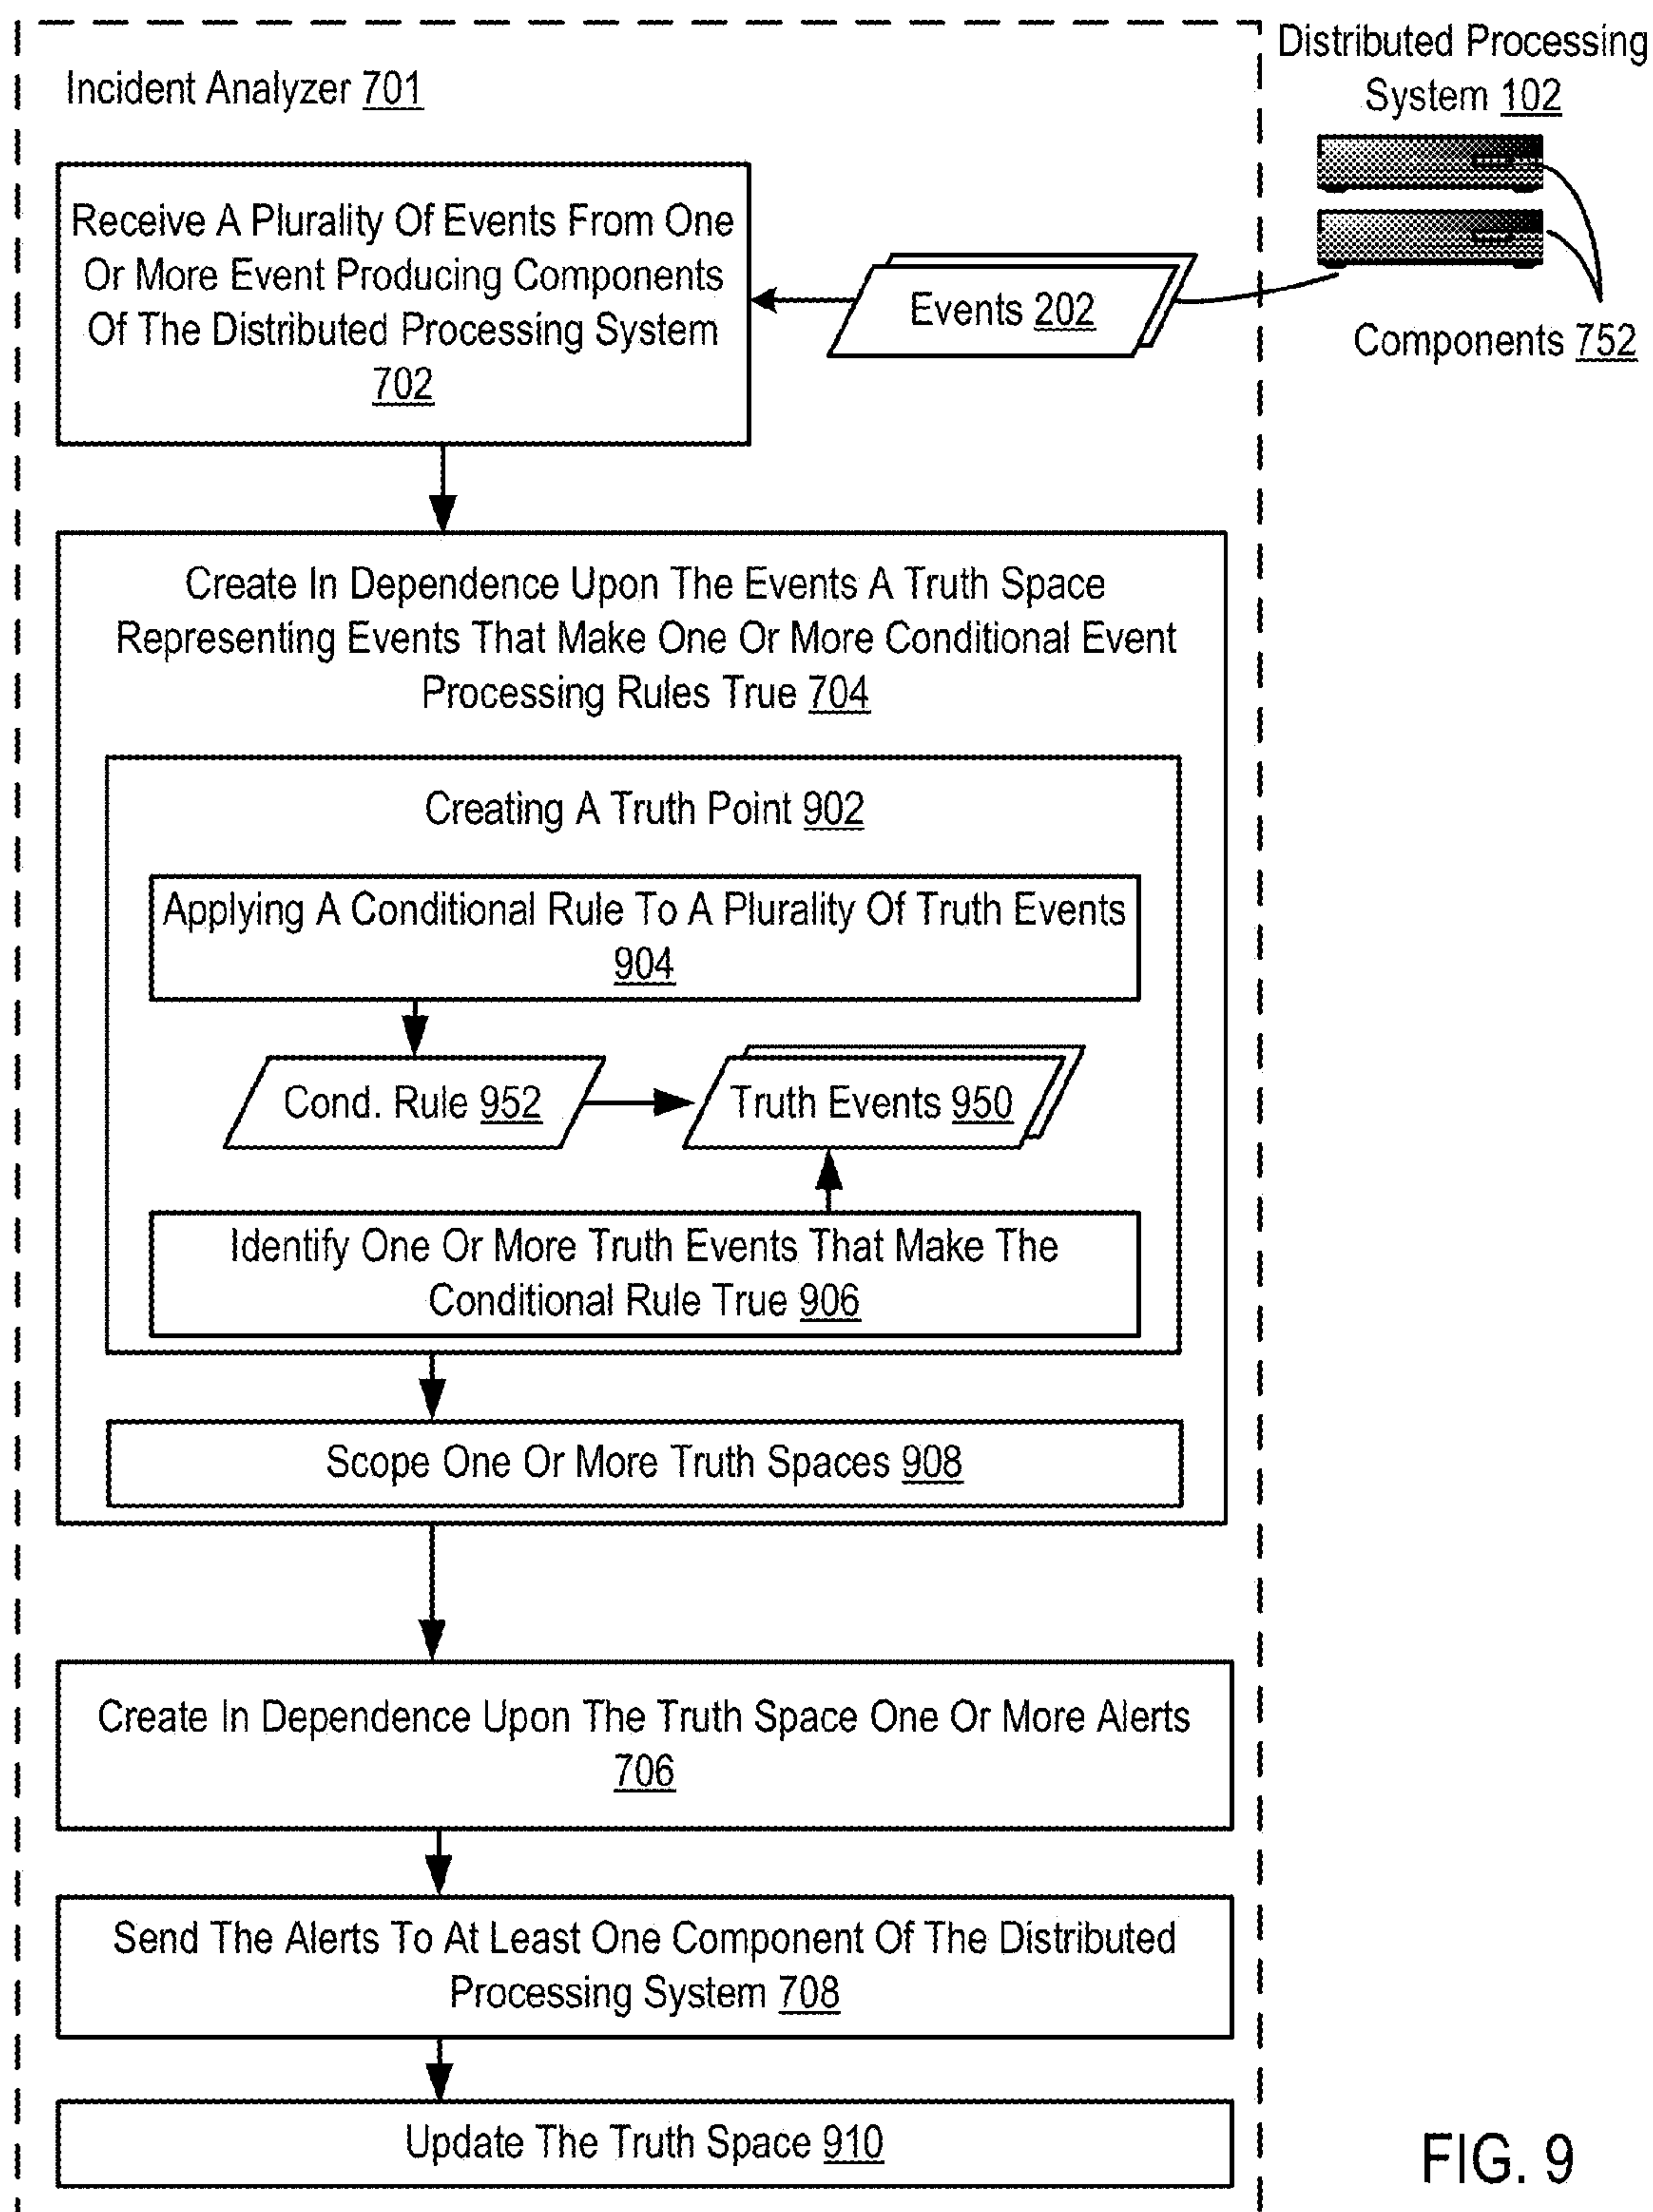 Incident Analyzer 701
Distributed Processing
System 102
Receive A Plurality Of Events From One
Or More Event Producing Components
Of The Distributed Processing System
702
Events 202
Components 752
Create In Dependence Upon The Events A Truth Space
Representing Events That Make One Or More Conditional Event
Processing Rules True 704
Creating A Truth Point 902
Applying A Conditional Rule To A Plurality Of Truth Events
904
Cond. Rule 952
Truth Events 950
Identify One Or More Truth Events That Make The
Conditional Rule True 906
Scope One Or More Truth Spaces 908
Create In Dependence Upon The Truth Space One Or More Alerts
706
Send The Alerts To At Least One Component Of The Distributed
Processing System 708
Update The Truth Space 910
FIG. 9